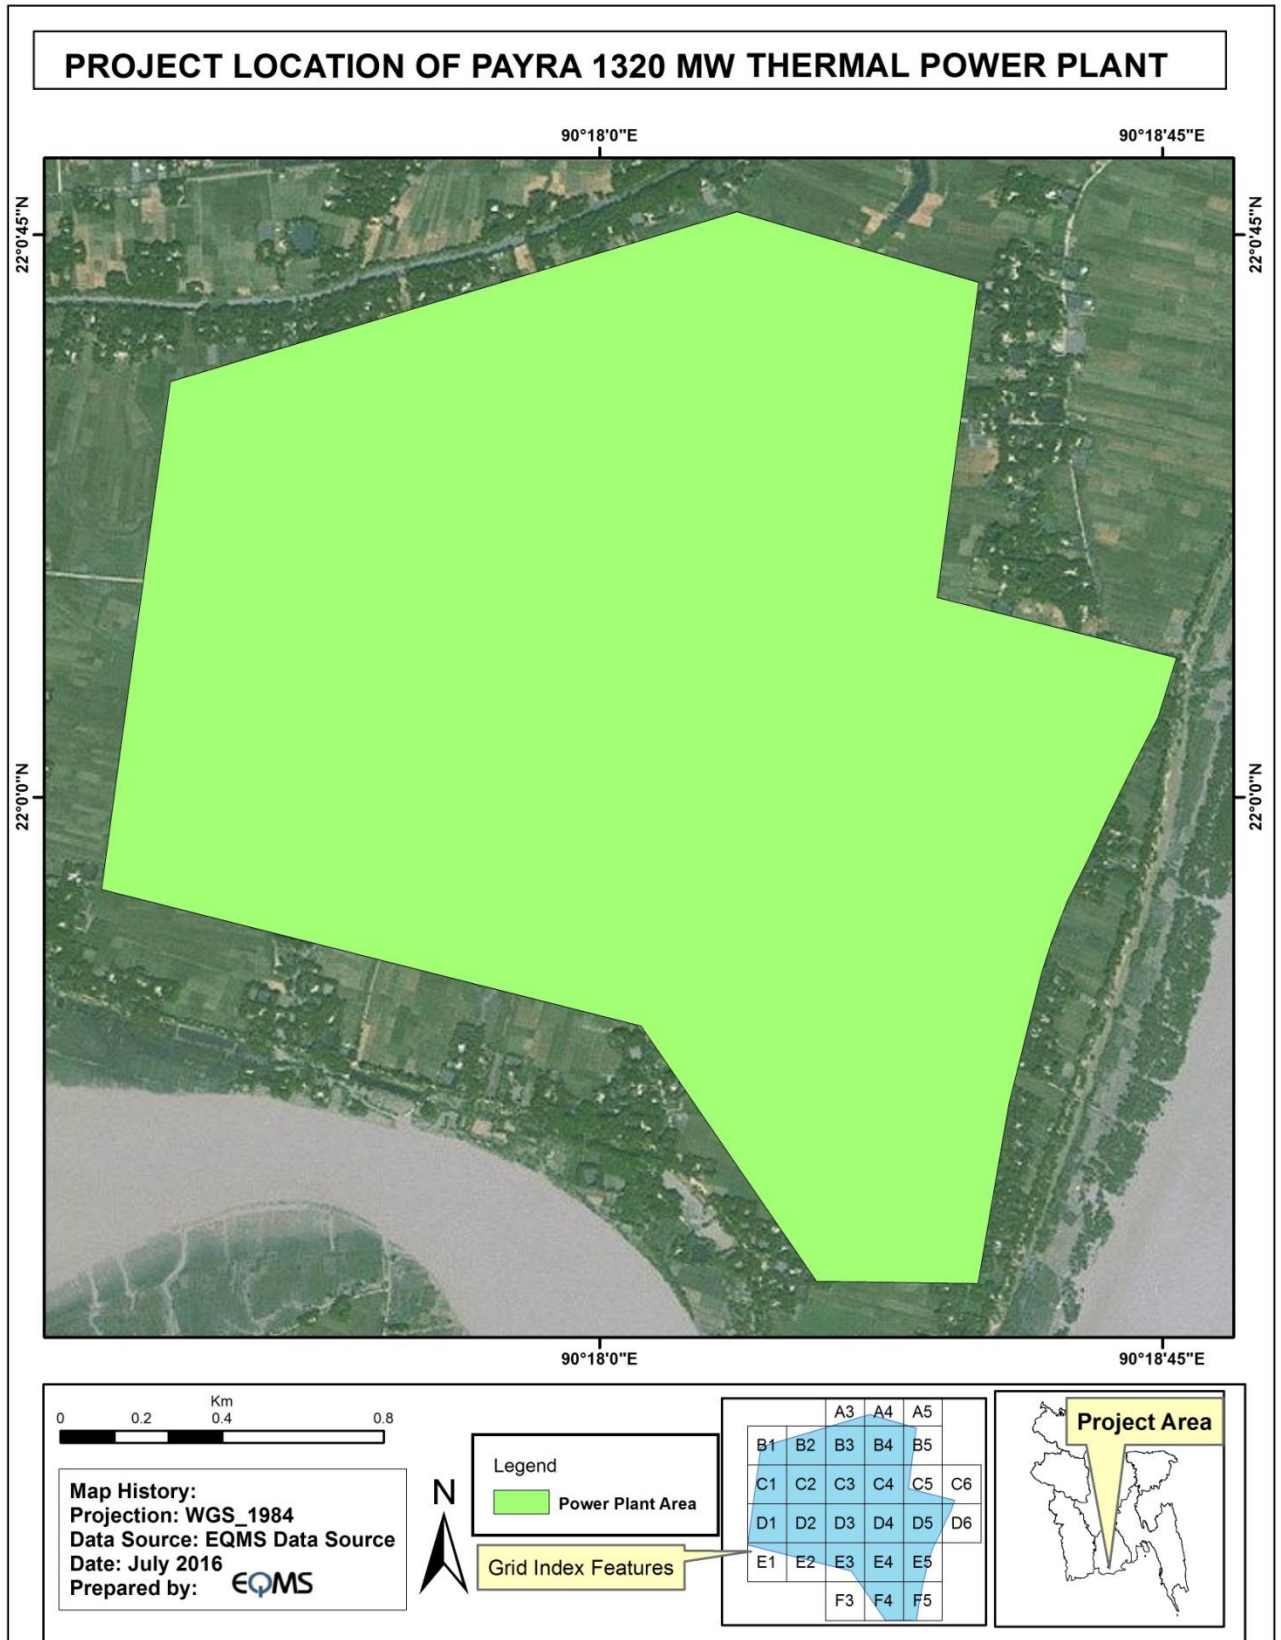 PROJECT LOCATION OF PAYRA 1320 MW THERMAL POWER PLANT
90°18'0"E 90°18'45"E
22°0'45"N 22°0'45"N
22°0'0"N 22°0'0"N
90°18'0"E 90°18'45"E
Km
0 0.2 0.4 0.8
Map History:
Projection: WGS_1984
Data Source: EQMS Data Source
Date: July 2016
Prepared by: EQMS
N
Legend
Power Plant Area
Grid Index Features
A3 A4 A5
B1 B2 B3 B4 B5
C1 C2 C3 C4 C5 C6
D1 D2 D3 D4 D5 D6
E1 E2 E3 E4 E5
F3 F4 F5
Project Area